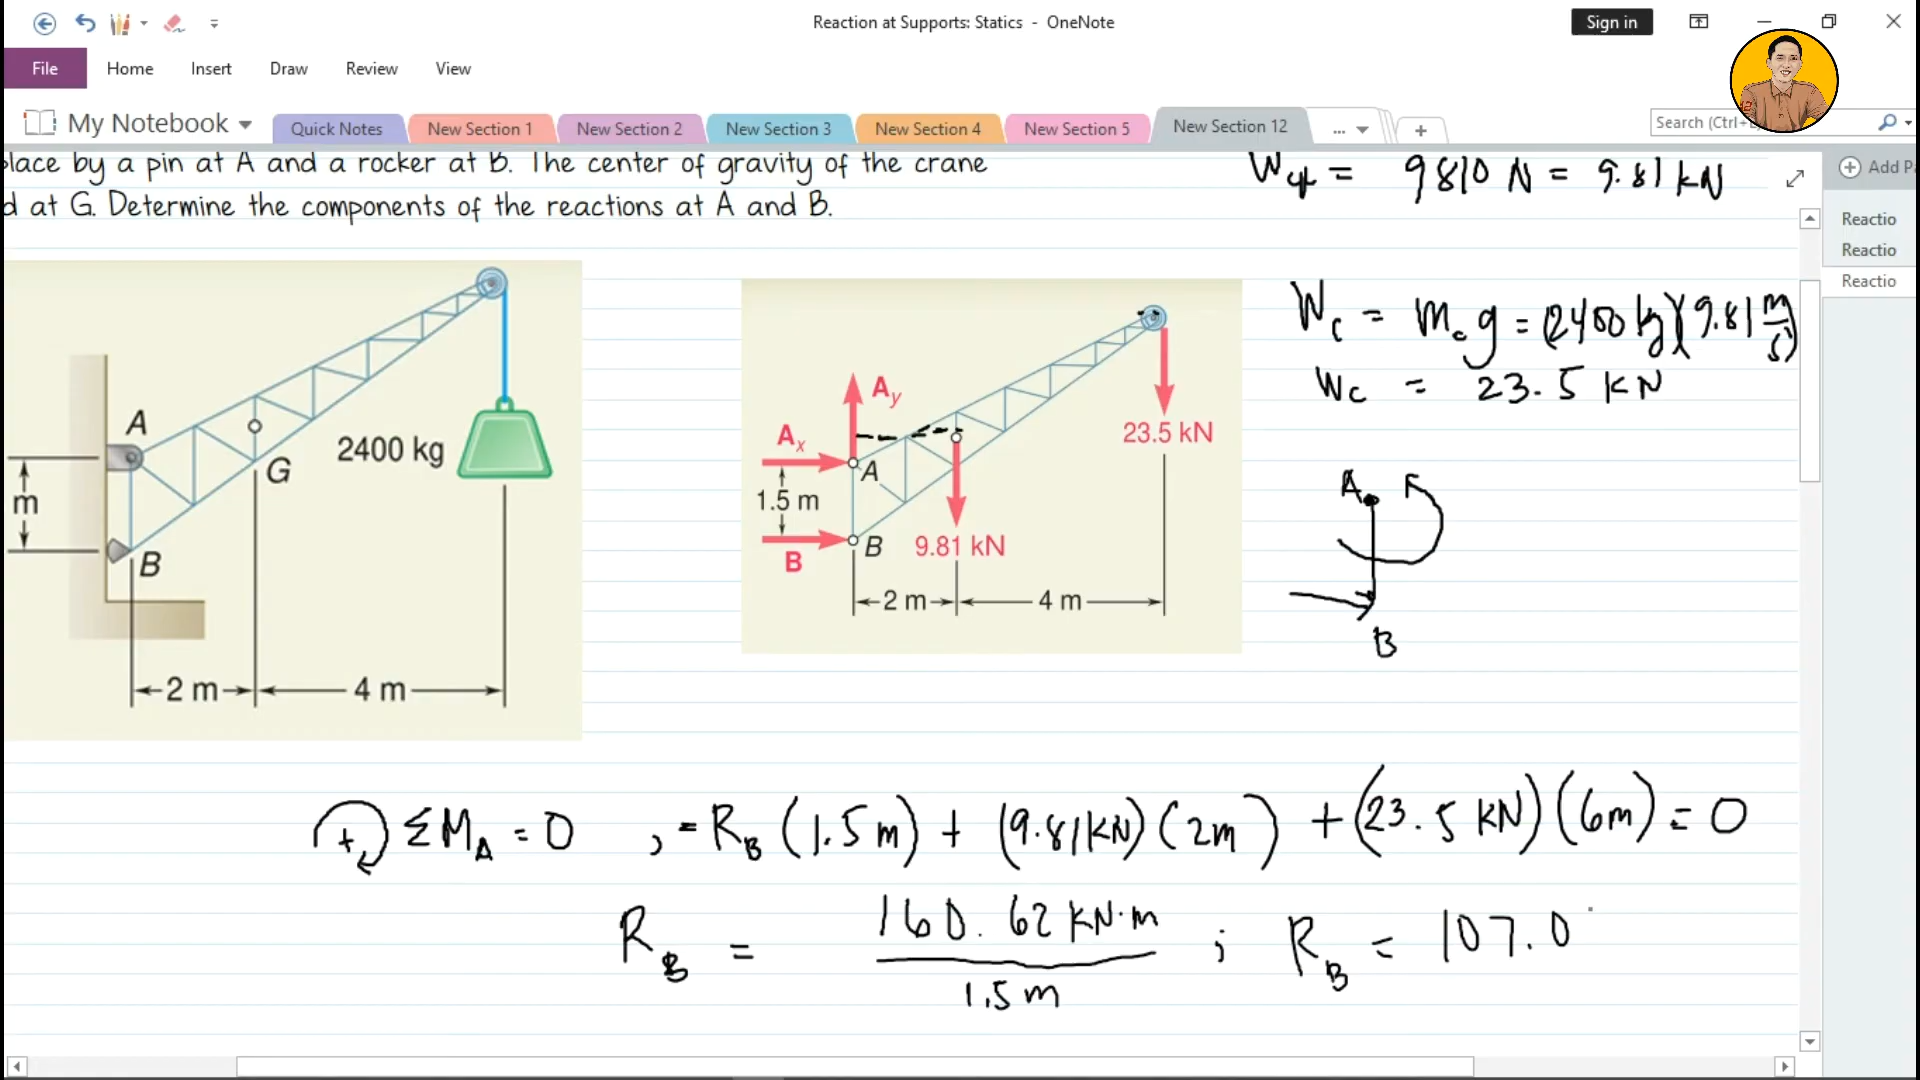 Reaction at Supports: Statics - OneNote
Sign in
File Home Insert Draw Review View
My Notebook
Quick Notes New Section 1 New Section 2 New Section 3 New Section 4 New Section 5 New Section 12 ... +
Search (Ctrl+
Add Pa
Reactio
Reactio
Reactio
place by a pin at A and a rocker at B. The center of gravity of the crane
d at G. Determine the components of the reactions at A and B.
= 9810 N = 9.81 kN
Wc = mc g = (2400 kg)(9.81 m/s)
Wc = 23.5 kN
A
m
B
G
2400 kg
2 m
4 m
Ay
Ax
A
1.5 m
B
B
9.81 kN
23.5 kN
2 m
4 m
A
B
+ ΣMA = 0 ; -RB (1.5 m) + (9.81 kN)(2m) + (23.5 kN)(6m) = 0
RB = 160.62 kN·m / 1.5 m ; RB = 107.0